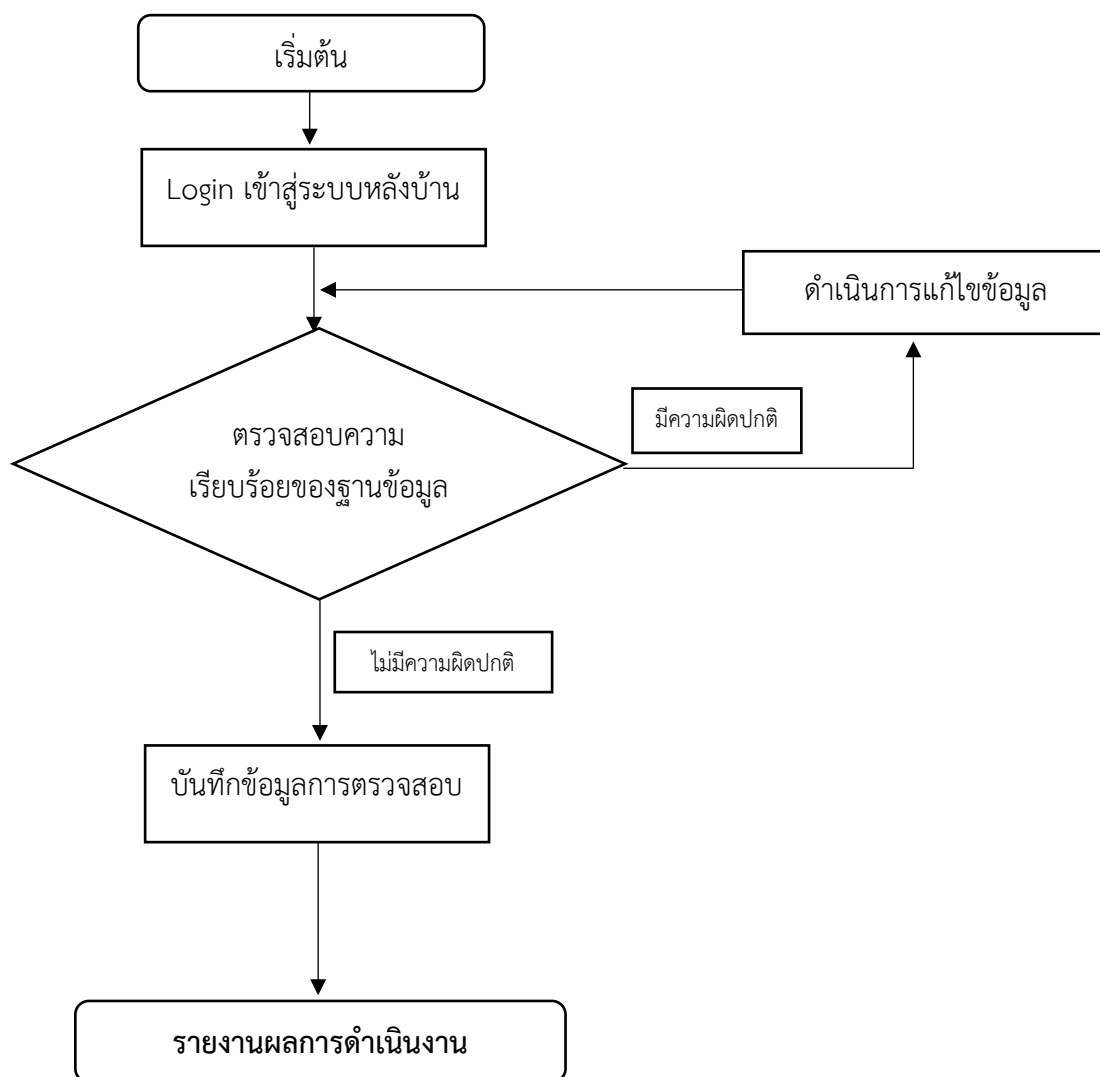 เริ่มต้น
Login เข้าสู่ระบบหลังบ้าน
ดำเนินการแก้ไขข้อมูล
มีความผิดปกติ
ตรวจสอบความ
เรียบร้อยของฐานข้อมูล
ไม่มีความผิดปกติ
บันทึกข้อมูลการตรวจสอบ
รายงานผลการดำเนินงาน